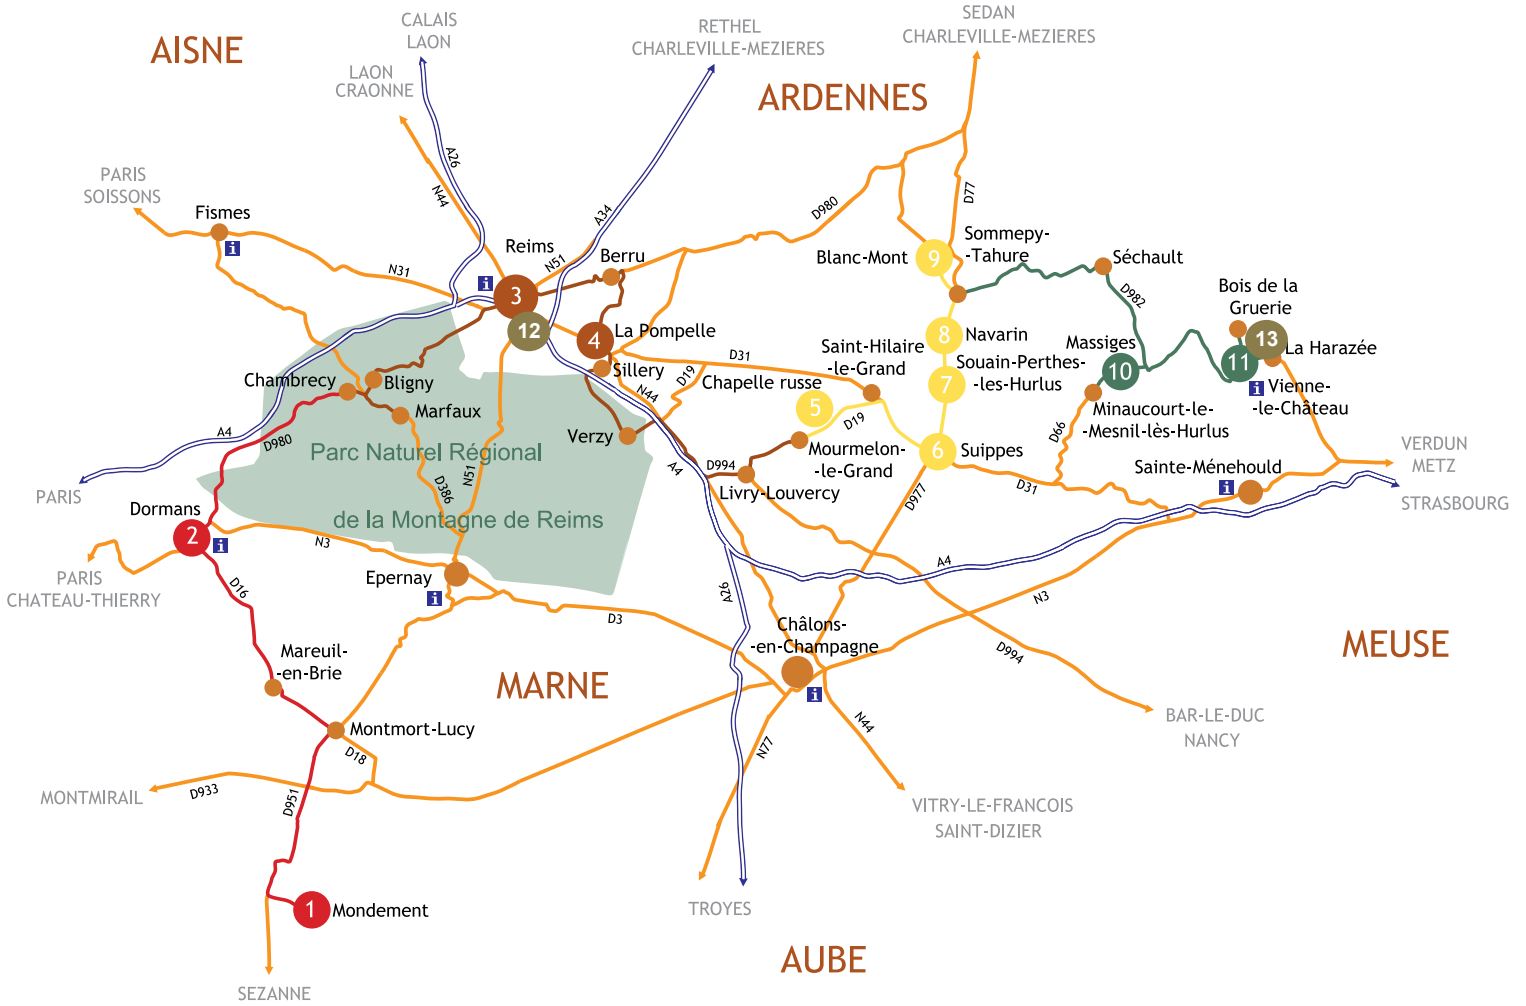 SEDAN
CHARLEVILLE-MEZIERES
CALAIS
LAON
RETHEL
CHARLEVILLE-MEZIERES
AISNE
LAON
CRAONNE
ARDENNES
A26
PARIS
SOISSONS
N44
D77
D980
A34
Fismes
i
Reims
N51
Berru
Sommepy-
-Tahure
Blanc-Mont
9
Séchault
N31
i
3
12
D982
Bois de la
Gruerie
4
La Pompelle
8
Navarin
13
La Harazée
Saint-Hilaire
-le-Grand
D31
Massiges
10
11
Souain-Perthes-
-les-Hurlus
7
Sillery
D19
Chapelle russe
5
N44
Chambrecy
Bligny
Marfaux
i
Vienne-
-le-Château
Minaucourt-le-
-Mesnil-lès-Hurlus
D19
A4
D980
Verzy
Mourmelon-
-le-Grand
6
Suippes
D66
VERDUN
METZ
Parc Naturel Régional
A4
D994
Sainte-Ménehould
i
N51
D386
D31
PARIS
Livry-Louvercy
D977
STRASBOURG
Dormans
de la Montagne de Reims
2
i
N3
A4
PARIS
CHATEAU-THIERRY
D16
Epernay
i
A26
N3
D3
Châlons-
-en-Champagne
Mareuil-
-en-Brie
D994
MEUSE
MARNE
i
Montmort-Lucy
N44
BAR-LE-DUC
NANCY
D18
N77
MONTMIRAIL
D933
D951
VITRY-LE-FRANCOIS
SAINT-DIZIER
1
Mondement
TROYES
AUBE
SEZANNE